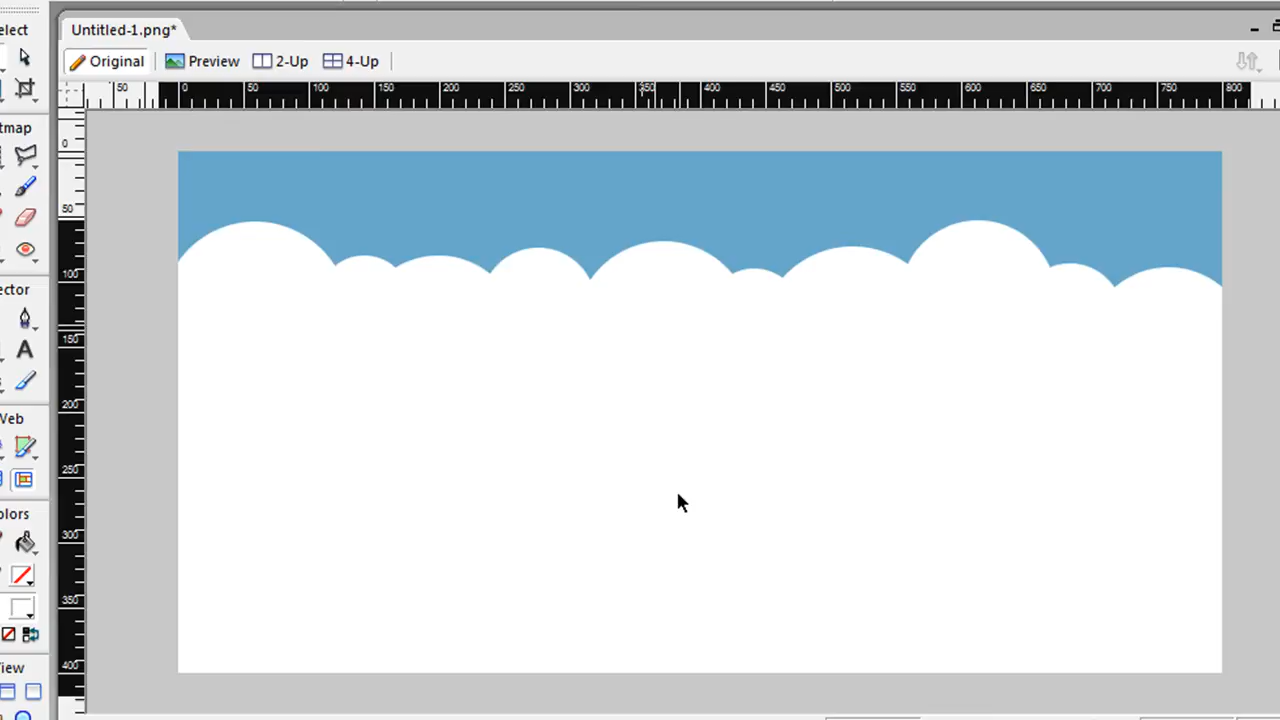 elect
Untitled-1.png*
Original Preview 2-Up 4-Up
50 0 50 100 150 200 250 300 350 400 450 500 550 600 650 700 750 800
tmap
0
50
100
ector
150
200
Web
250
olors
300
350
400
iew